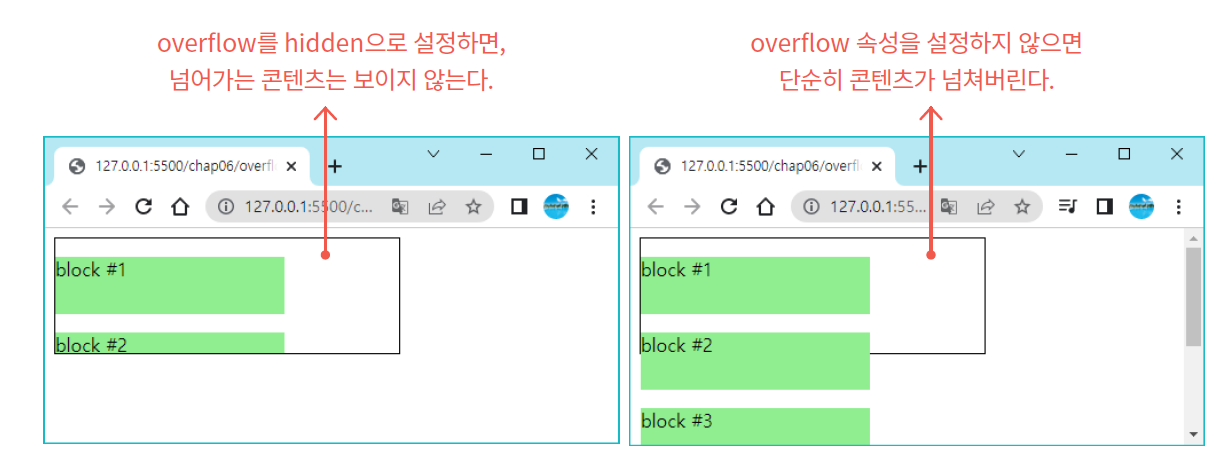 overflow를 hidden으로 설정하면,
넘어가는 콘텐츠는 보이지 않는다.
overflow 속성을 설정하지 않으면
단순히 콘텐츠가 넘쳐버린다.
127.0.0.1:5500/chap06/overfl
127.0.0.1:5500/c...
block #1
block #2
127.0.0.1:5500/chap06/overfl
127.0.0.1:55...
block #1
block #2
block #3